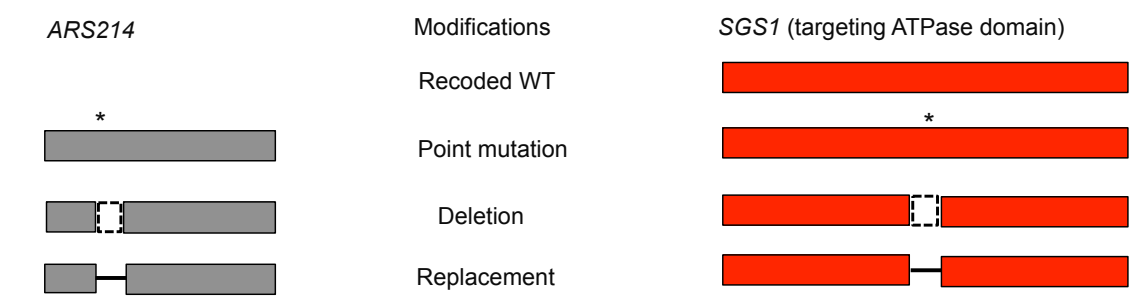 ARS214 Modifications SGS1 (targeting ATPase domain)
Recoded WT
* *
Point mutation
Deletion
Replacement